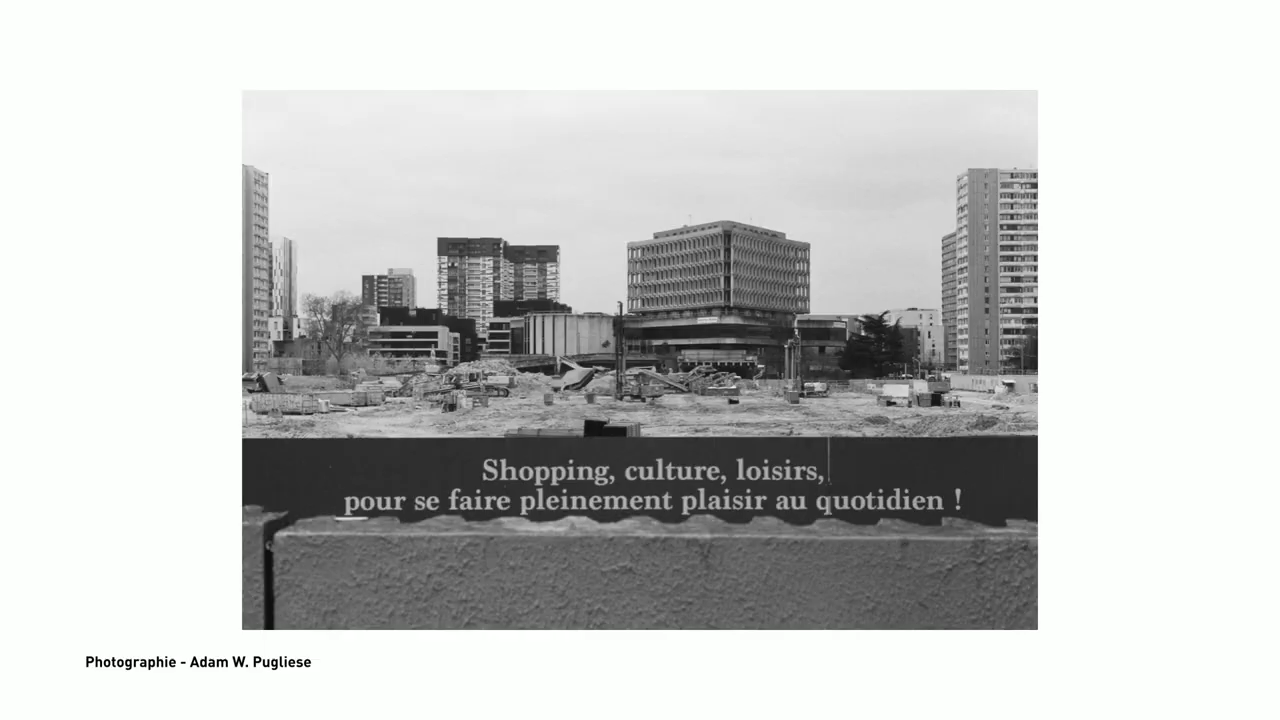 Shopping, culture, loisirs,
pour se faire pleinement plaisir au quotidien !
Photographie - Adam W. Pugliese